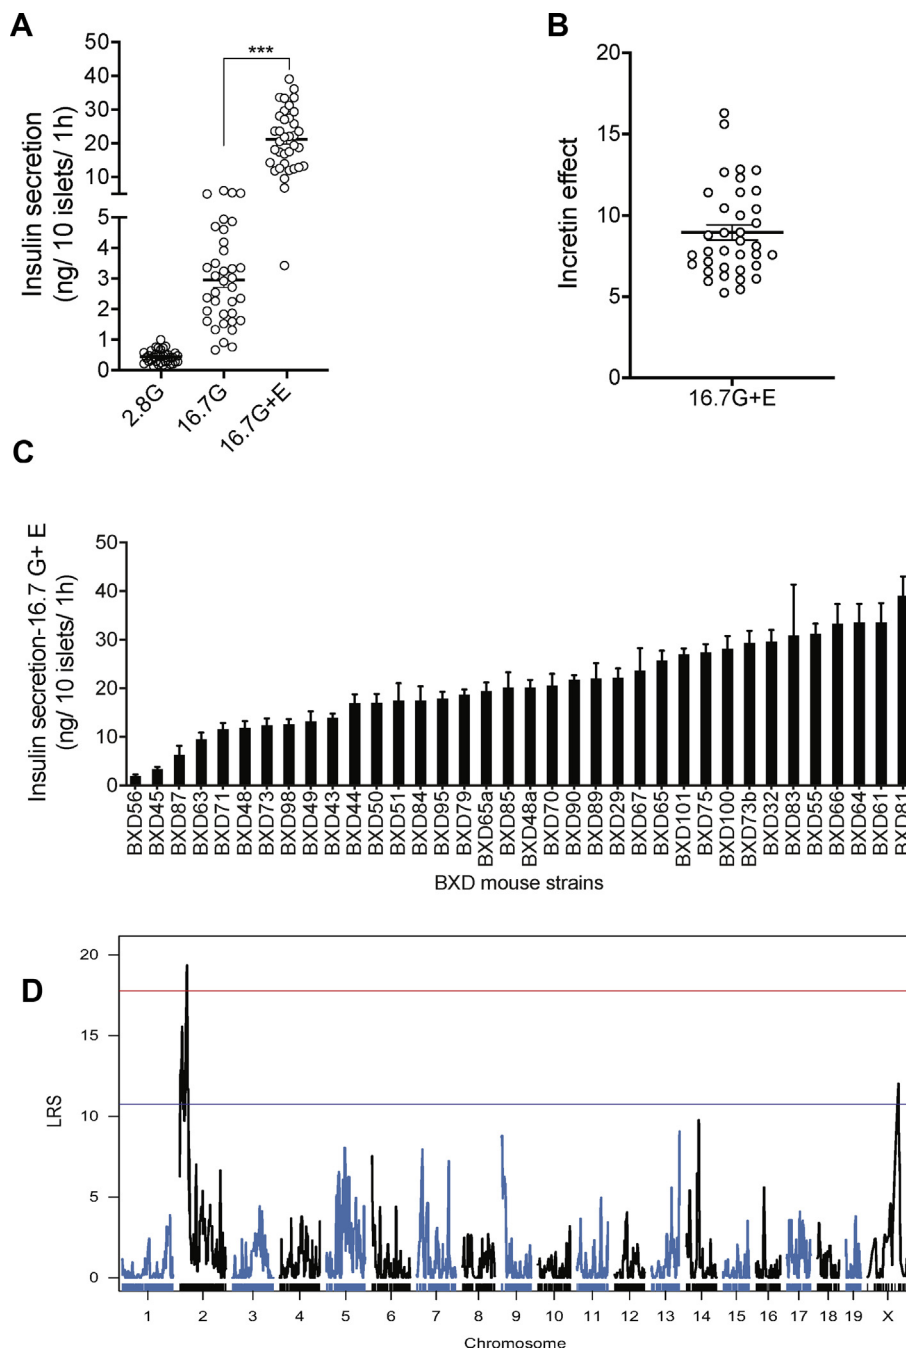 A
Insulin secretion
(ng/ 10 islets/ 1h)
50
40
30
20
10
5
4
3
2
1
0
***
2.8G
16.7G
16.7G+E
B
Incretin effect
20
15
10
5
0
16.7G+E
C
Insulin secretion-16.7 G+ E
(ng/ 10 islets/ 1h)
50
40
30
20
10
0
BXD56
BXD45
BXD87
BXD63
BXD71
BXD48
BXD73
BXD98
BXD49
BXD43
BXD44
BXD50
BXD51
BXD84
BXD95
BXD79
BXD65a
BXD85
BXD48a
BXD70
BXD90
BXD89
BXD29
BXD67
BXD65
BXD101
BXD75
BXD100
BXD73b
BXD32
BXD83
BXD55
BXD66
BXD64
BXD61
BXD81
BXD mouse strains
D
LRS
20
15
10
5
0
1 2 3 4 5 6 7 8 9 10 11 12 13 14 15 16 17 18 19 X
Chromosome